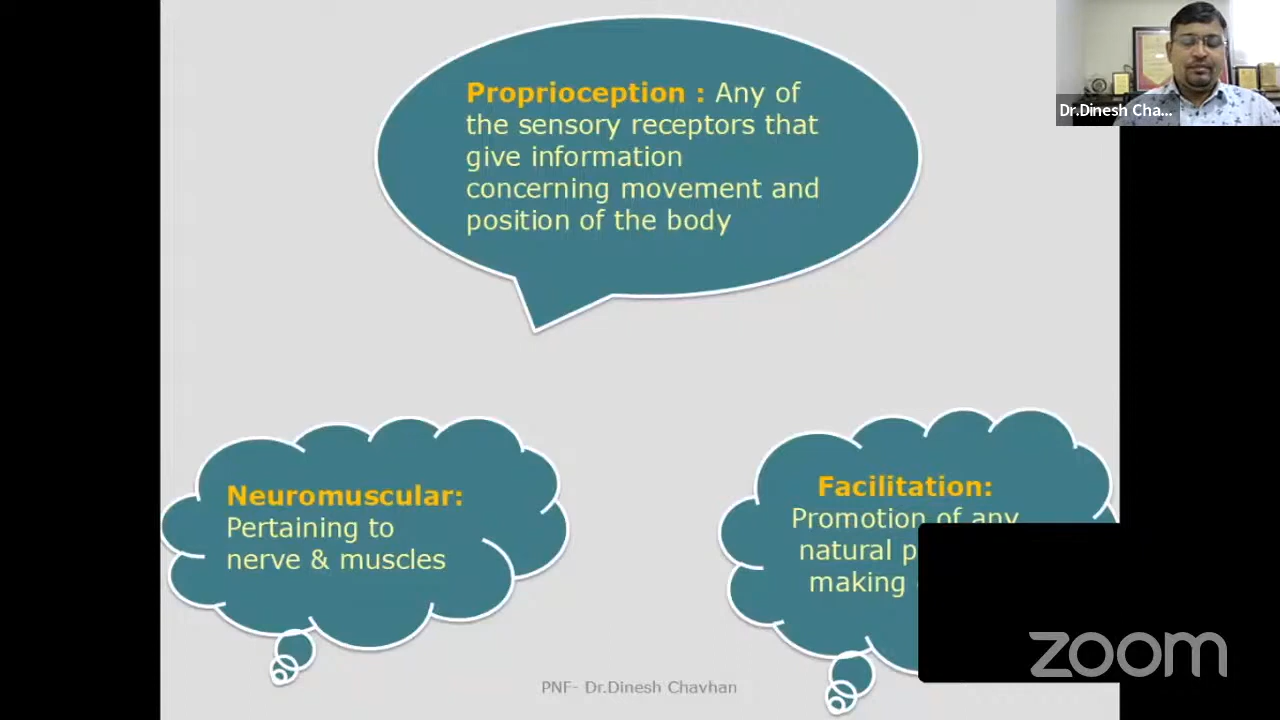 Proprioception : Any of
the sensory receptors that
give information
concerning movement and
position of the body
Dr.Dinesh Cha...
Neuromuscular:
Pertaining to
nerve & muscles
Facilitation:
Promotion of any
natural
making
PNF- Dr.Dinesh Chavhan
zoom